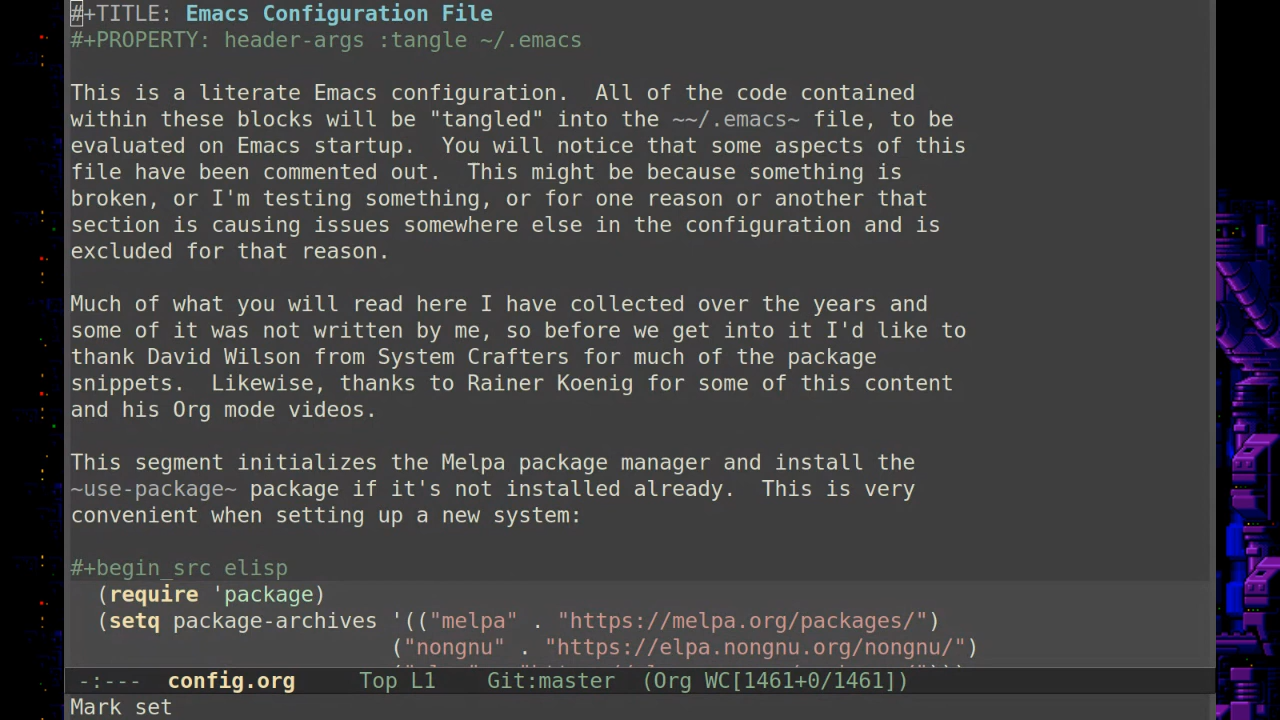 #+TITLE: Emacs Configuration File
#+PROPERTY: header-args :tangle ~/.emacs
This is a literate Emacs configuration.  All of the code contained
within these blocks will be "tangled" into the ~~/.emacs~ file, to be
evaluated on Emacs startup.  You will notice that some aspects of this
file have been commented out.  This might be because something is
broken, or I'm testing something, or for one reason or another that
section is causing issues somewhere else in the configuration and is
excluded for that reason.
Much of what you will read here I have collected over the years and
some of it was not written by me, so before we get into it I'd like to
thank David Wilson from System Crafters for much of the package
snippets.  Likewise, thanks to Rainer Koenig for some of this content
and his Org mode videos.
This segment initializes the Melpa package manager and install the
~use-package~ package if it's not installed already.  This is very
convenient when setting up a new system:
#+begin_src elisp
(require 'package)
(setq package-archives '(("melpa" . "https://melpa.org/packages/")
("nongnu" . "https://elpa.nongnu.org/nongnu/")
-:---  config.org     Top L1    Git:master  (Org WC[1461+0/1461])
Mark set